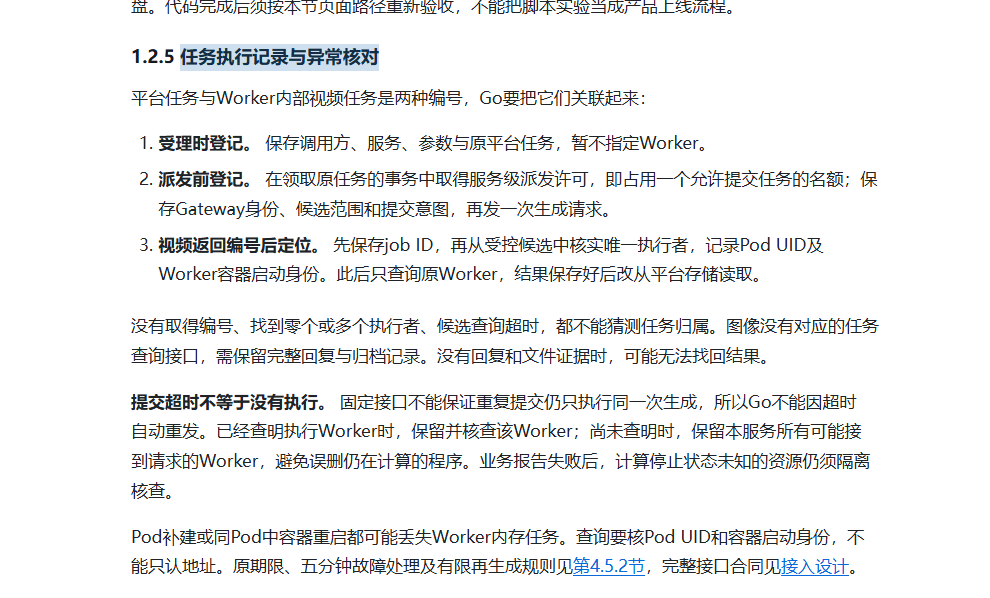 盘。代码完成后须按本节页面路径重新验收，不能把脚本实验当成产品上线流程。
1.2.5 任务执行记录与异常核对
平台任务与Worker内部视频任务是两种编号，Go要把它们关联起来：
1. 受理时登记。 保存调用方、服务、参数与原平台任务，暂不指定Worker。
2. 派发前登记。 在领取原任务的事务中取得服务级派发许可，即占用一个允许提交任务的名额；保
存Gateway身份、候选范围和提交意图，再发一次生成请求。
3. 视频返回编号后定位。 先保存job ID，再从受控候选中核实唯一执行者，记录Pod UID及
Worker容器启动身份。此后只查询原Worker，结果保存好后改从平台存储读取。
没有取得编号、找到零个或多个执行者、候选查询超时，都不能猜测任务归属。图像没有对应的任务
查询接口，需保留完整回复与归档记录。没有回复和文件证据时，可能无法找回结果。
提交超时不等于没有执行。 固定接口不能保证重复提交仍只执行同一次生成，所以Go不能因超时
自动重发。已经查明执行Worker时，保留并核查该Worker；尚未查明时，保留本服务所有可能接
到请求的Worker，避免误删仍在计算的程序。业务报告失败后，计算停止状态未知的资源仍须隔离
核查。
Pod补建或同Pod中容器重启都可能丢失Worker内存任务。查询要核Pod UID和容器启动身份，不
能只认地址。原期限、五分钟故障处理及有限再生成规则见第4.5.2节，完整接口合同见接入设计。